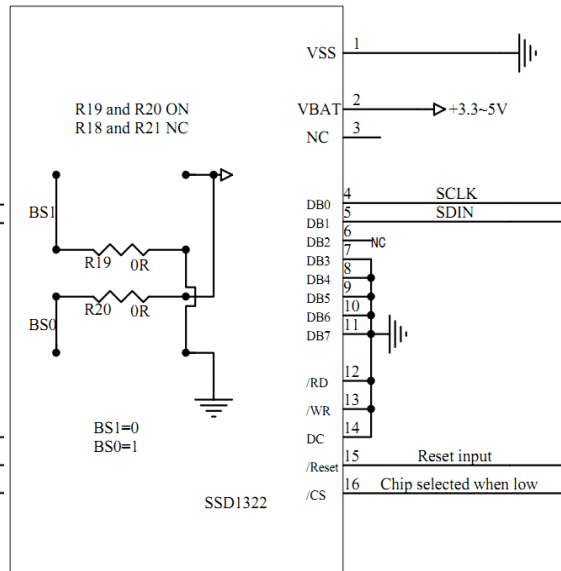 R19 and R20 ON
R18 and R21 NC
BS1
R19 0R
R20 0R
BS0
BS1=0
BS0=1
SSD1322
VSS 1
VBAT 2 +3.3~5V
NC 3
DB0 4 SCLK
DB1 5 SDIN
DB2 6 NC
DB3 7
DB4 8
DB5 9
DB6 10
DB7 11
/RD 12
/WR 13
DC 14
/Reset 15 Reset input
/CS 16 Chip selected when low